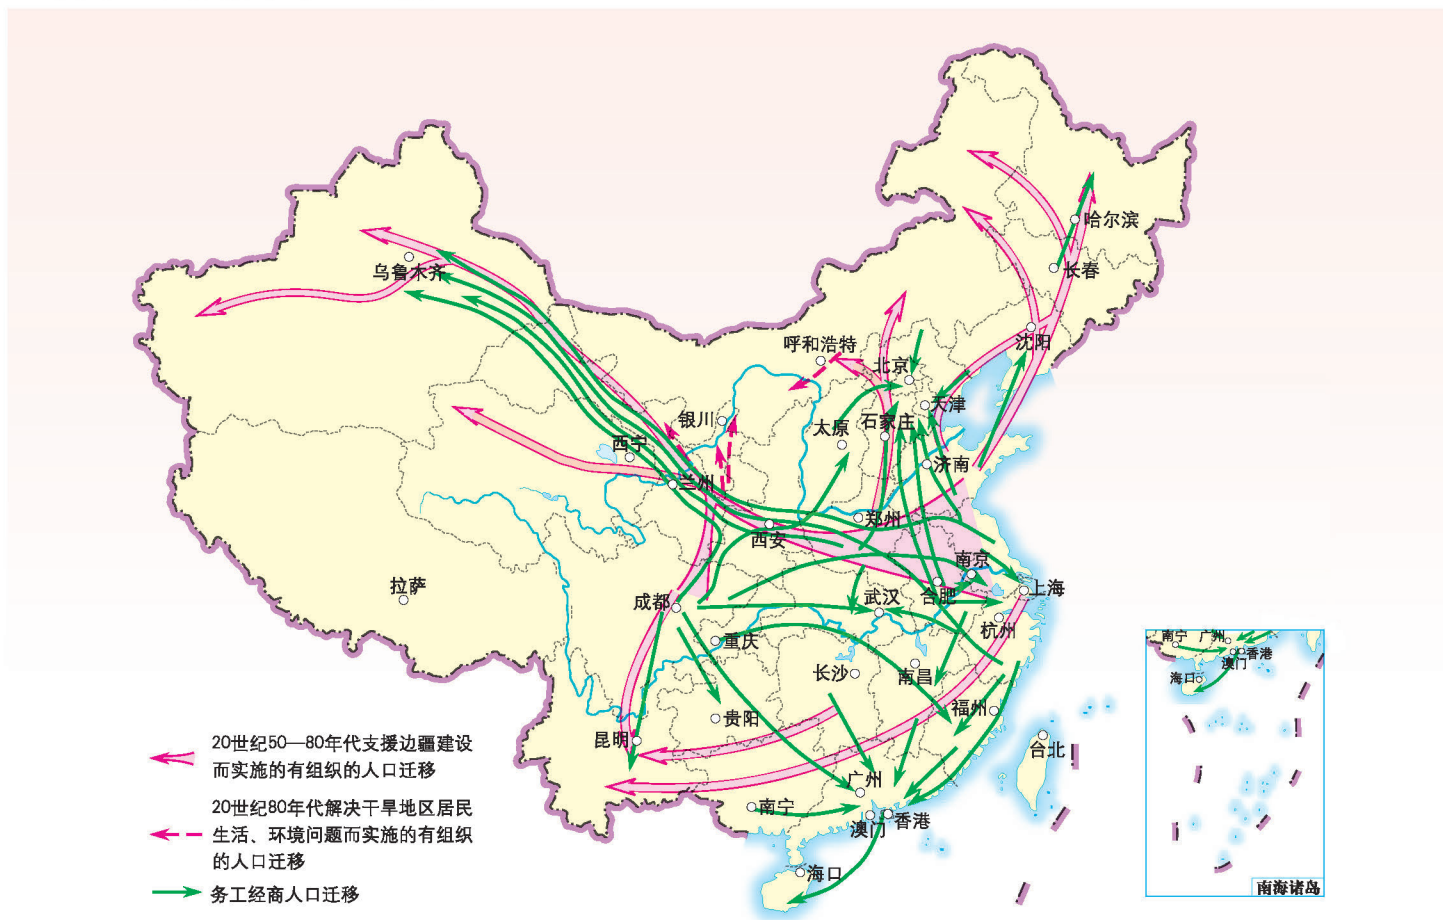 哈尔滨
长春
乌鲁木齐
沈阳
呼和浩特
北京
天津
银川
太原
石家庄
西宁
济南
兰州
郑州
西安
南京
拉萨
成都
武汉
合肥
上海
杭州
重庆
长沙
南昌
贵阳
福州
昆明
台北
广州
南宁
澳门
香港
海口
20世纪50—80年代支援边疆建设
而实施的有组织的人口迁移
20世纪80年代解决干旱地区居民
生活、环境问题而实施的有组织
的人口迁移
务工经商人口迁移
南宁
广州
香港
澳门
海口
南海诸岛